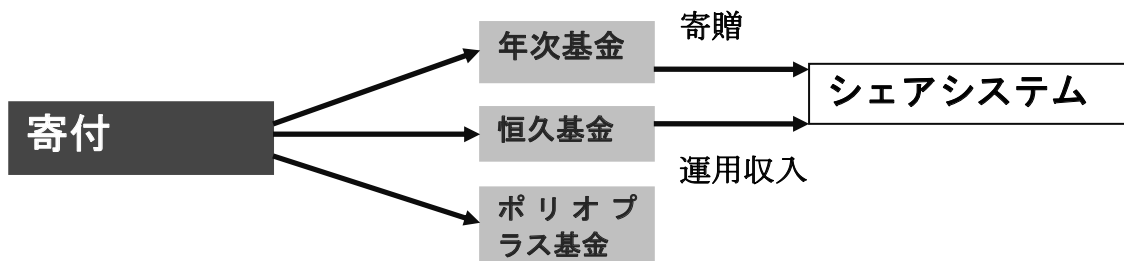 寄付
年次基金
恒久基金
ポリオプ
ラス基金
寄贈
運用収入
シェアシステム